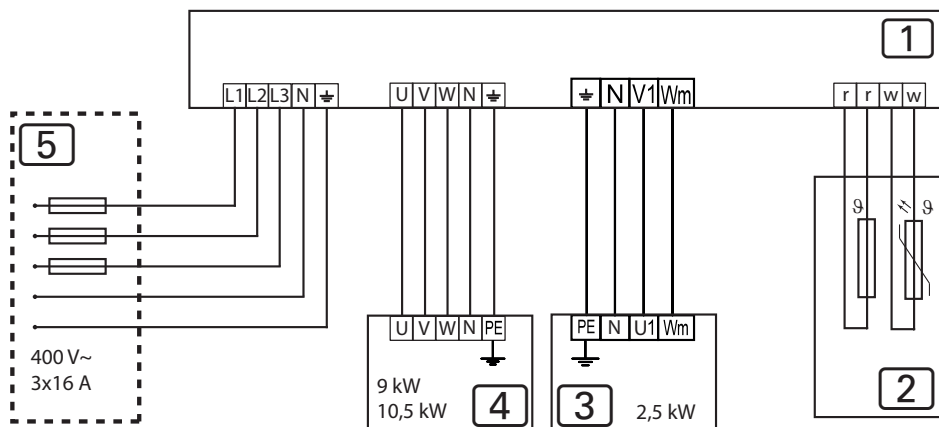 1
L1 L2 L3 N ⏚
U V W N ⏚
⏚ N V1 Wm
r r w w
5
ϑ ϑ
U V W N PE
PE N U1 Wm
400 V~
3x16 A
9 kW
10,5 kW
4
3
2,5 kW
2